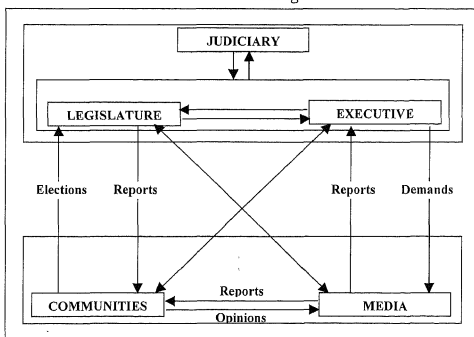 JUDICIARY
LEGISLATURE
EXECUTIVE
Elections
Reports
Reports
Demands
Reports
COMMUNITIES
MEDIA
Opinions